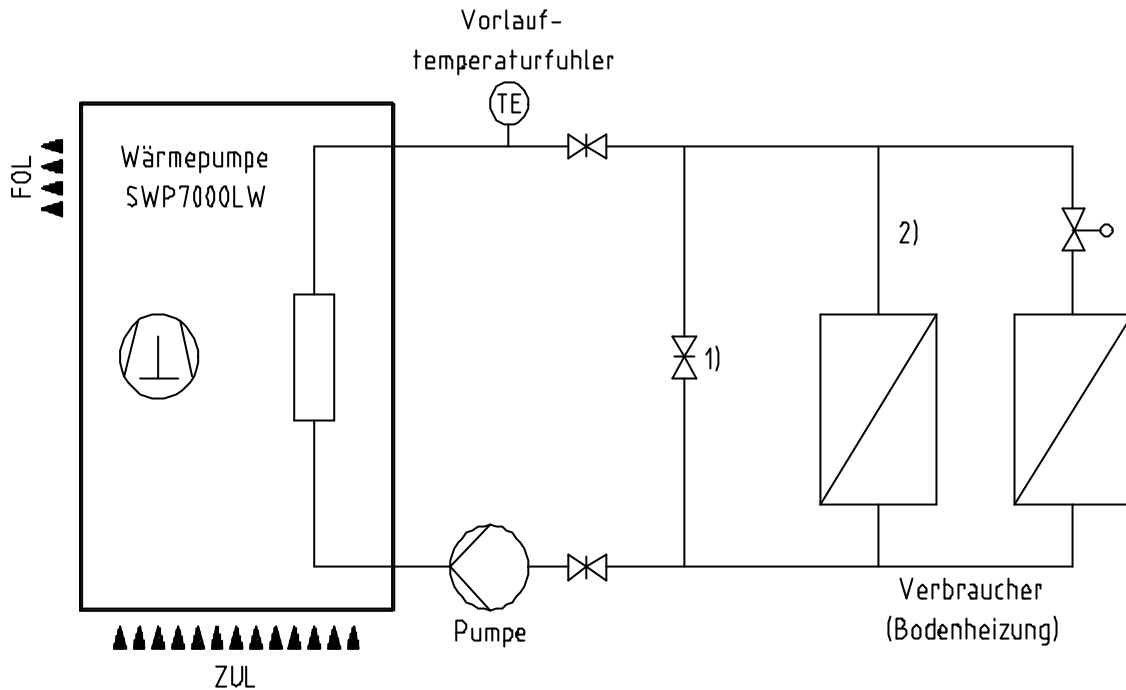 Vorlauf-
temperaturfuhler
TE
Wärmepumpe
SWP7000LW
FOL
2)
1)
Verbraucher
(Bodenheizung)
Pumpe
ZUL